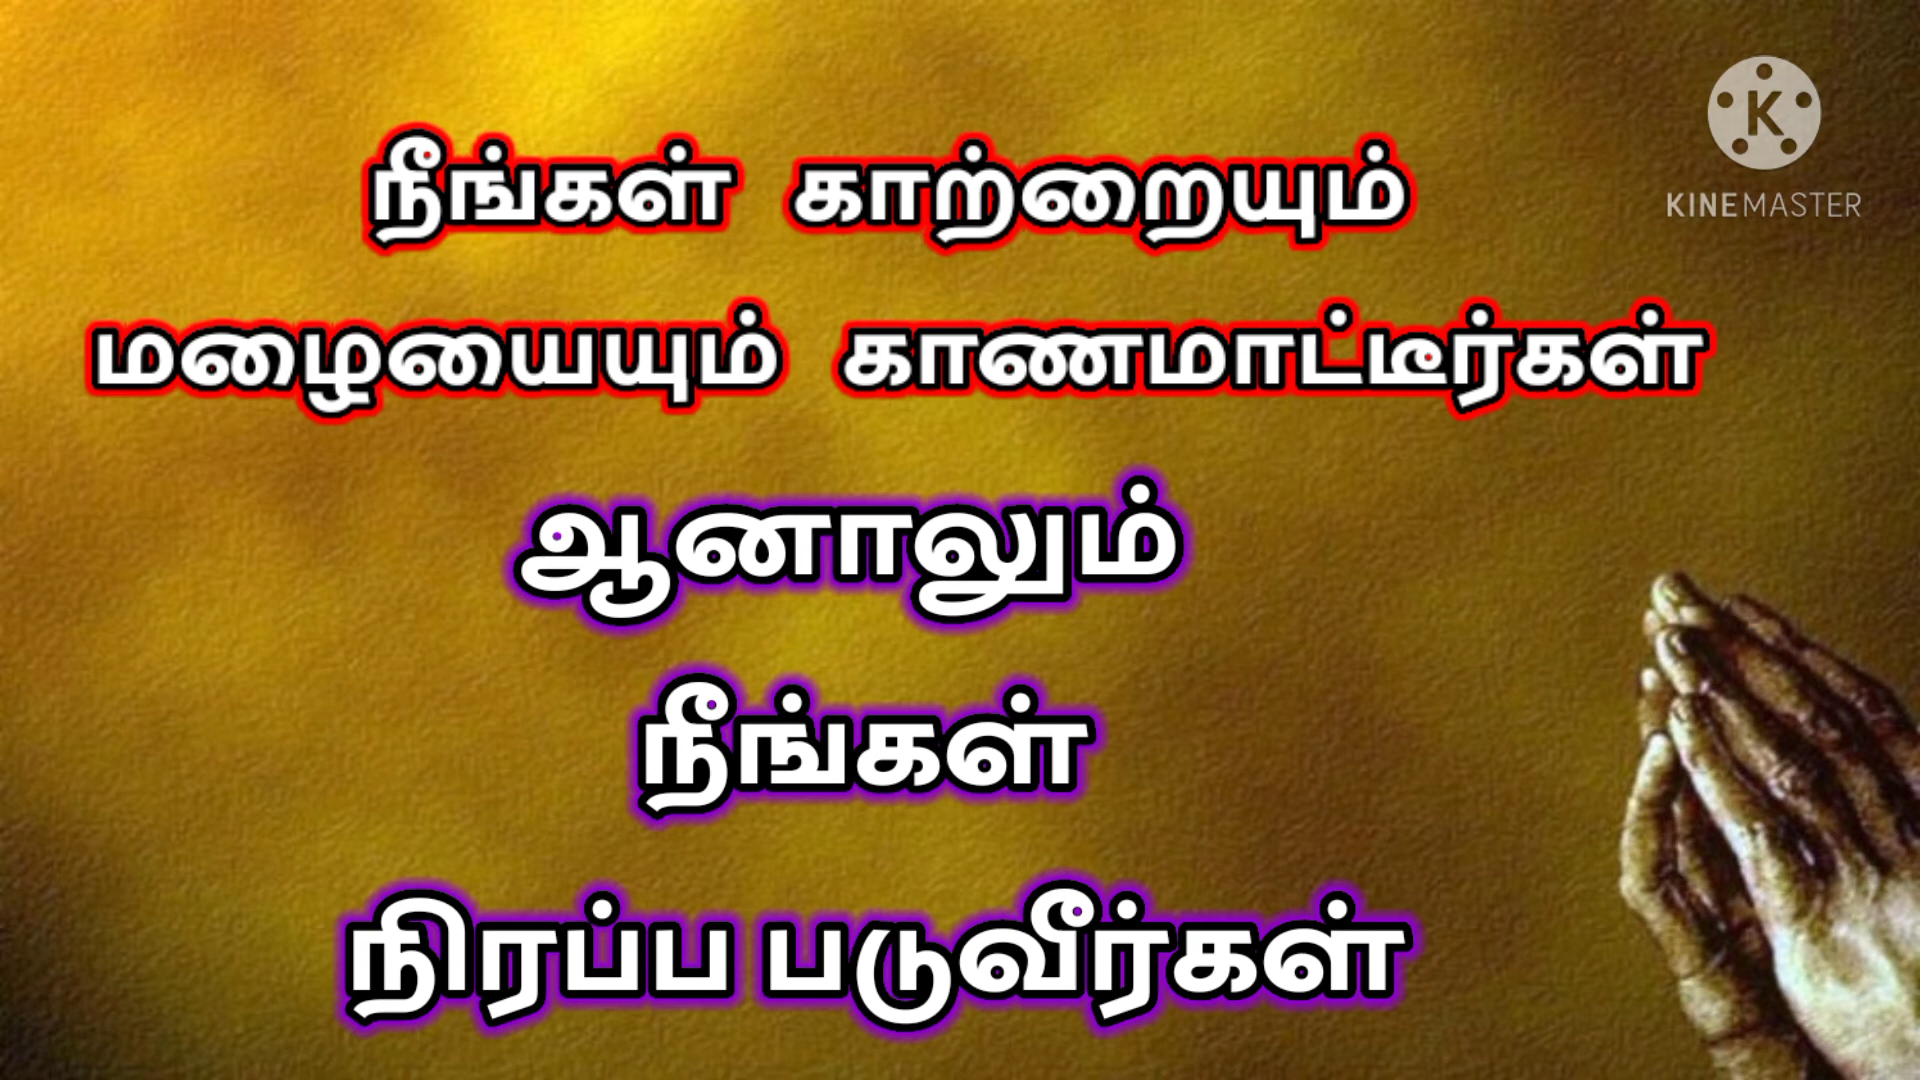 நீங்கள் காற்றையும்
K
KINEMASTER
மழையையும் காணமாட்டீர்கள்
ஆனாலும்
நீங்கள்
நிரப்ப படுவீர்கள்